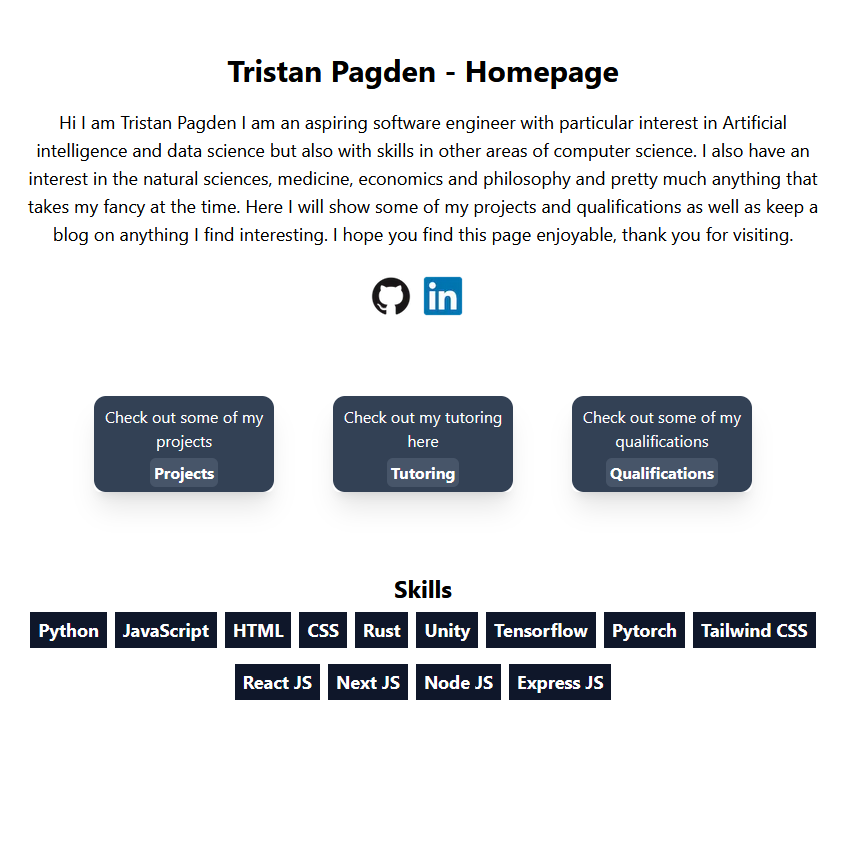 Tristan Pagden - Homepage
Hi I am Tristan Pagden I am an aspiring software engineer with particular interest in Artificial
intelligence and data science but also with skills in other areas of computer science. I also have an
interest in the natural sciences, medicine, economics and philosophy and pretty much anything that
takes my fancy at the time. Here I will show some of my projects and qualifications as well as keep a
blog on anything I find interesting. I hope you find this page enjoyable, thank you for visiting.
in
Check out some of my
projects
Projects
Check out my tutoring
here
Tutoring
Check out some of my
qualifications
Qualifications
Skills
Python JavaScript HTML CSS Rust Unity Tensorflow Pytorch Tailwind CSS
React JS Next JS Node JS Express JS